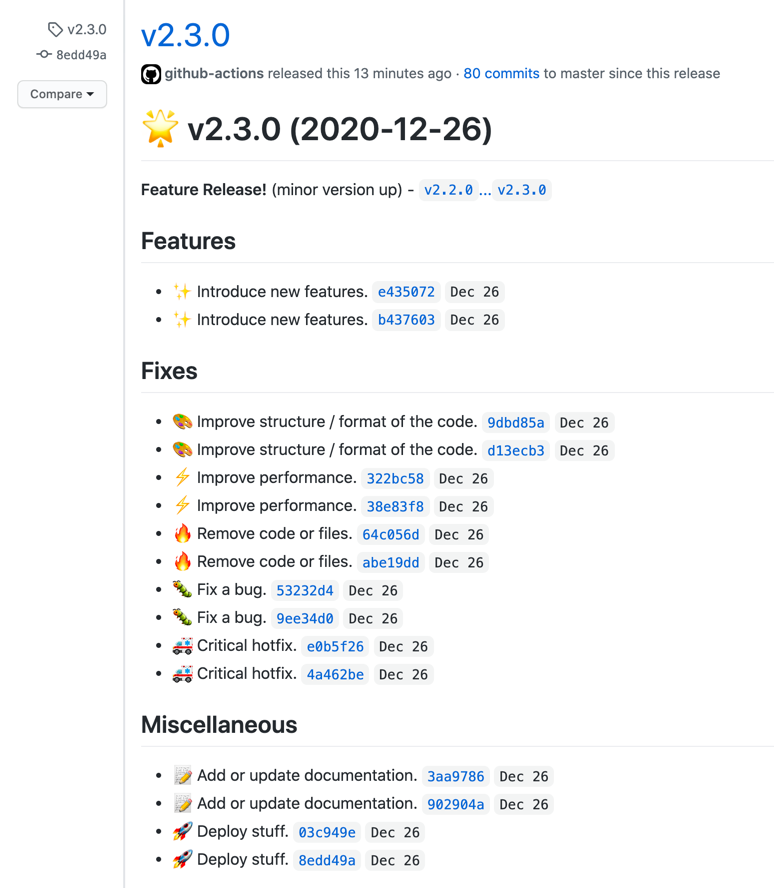 v2.3.0
8edd49a
Compare
v2.3.0
github-actions released this 13 minutes ago · 80 commits to master since this release
🌟 v2.3.0 (2020-12-26)
Feature Release! (minor version up) - v2.2.0 ... v2.3.0
Features
• ✨ Introduce new features. e435072 Dec 26
• ✨ Introduce new features. b437603 Dec 26
Fixes
• 🎨 Improve structure / format of the code. 9dbd85a Dec 26
• 🎨 Improve structure / format of the code. d13ecb3 Dec 26
• ⚡ Improve performance. 322bc58 Dec 26
• ⚡ Improve performance. 38e83f8 Dec 26
• 🔥 Remove code or files. 64c056d Dec 26
• 🔥 Remove code or files. abe19dd Dec 26
• 🐛 Fix a bug. 53232d4 Dec 26
• 🐛 Fix a bug. 9ee34d0 Dec 26
• 🚑 Critical hotfix. e0b5f26 Dec 26
• 🚑 Critical hotfix. 4a462be Dec 26
Miscellaneous
• 📝 Add or update documentation. 3aa9786 Dec 26
• 📝 Add or update documentation. 902904a Dec 26
• 🚀 Deploy stuff. 03c949e Dec 26
• 🚀 Deploy stuff. 8edd49a Dec 26